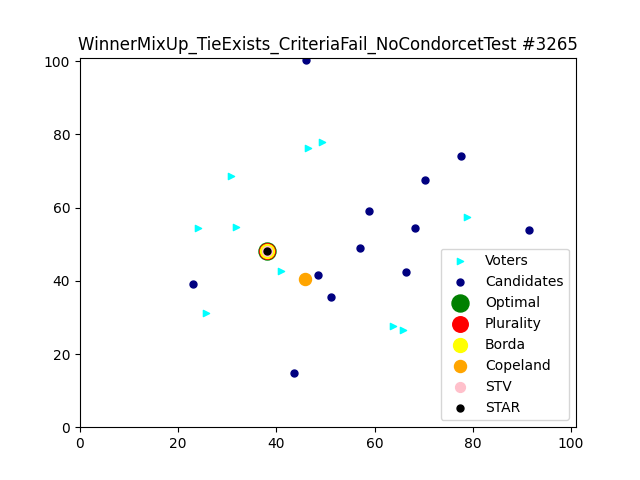 WinnerMixUp_TieExists_CriteriaFail_NoCondorcetTest #3265
100
80
60
40
20
0
0 20 40 60 80 100
Voters
Candidates
Optimal
Plurality
Borda
Copeland
STV
STAR